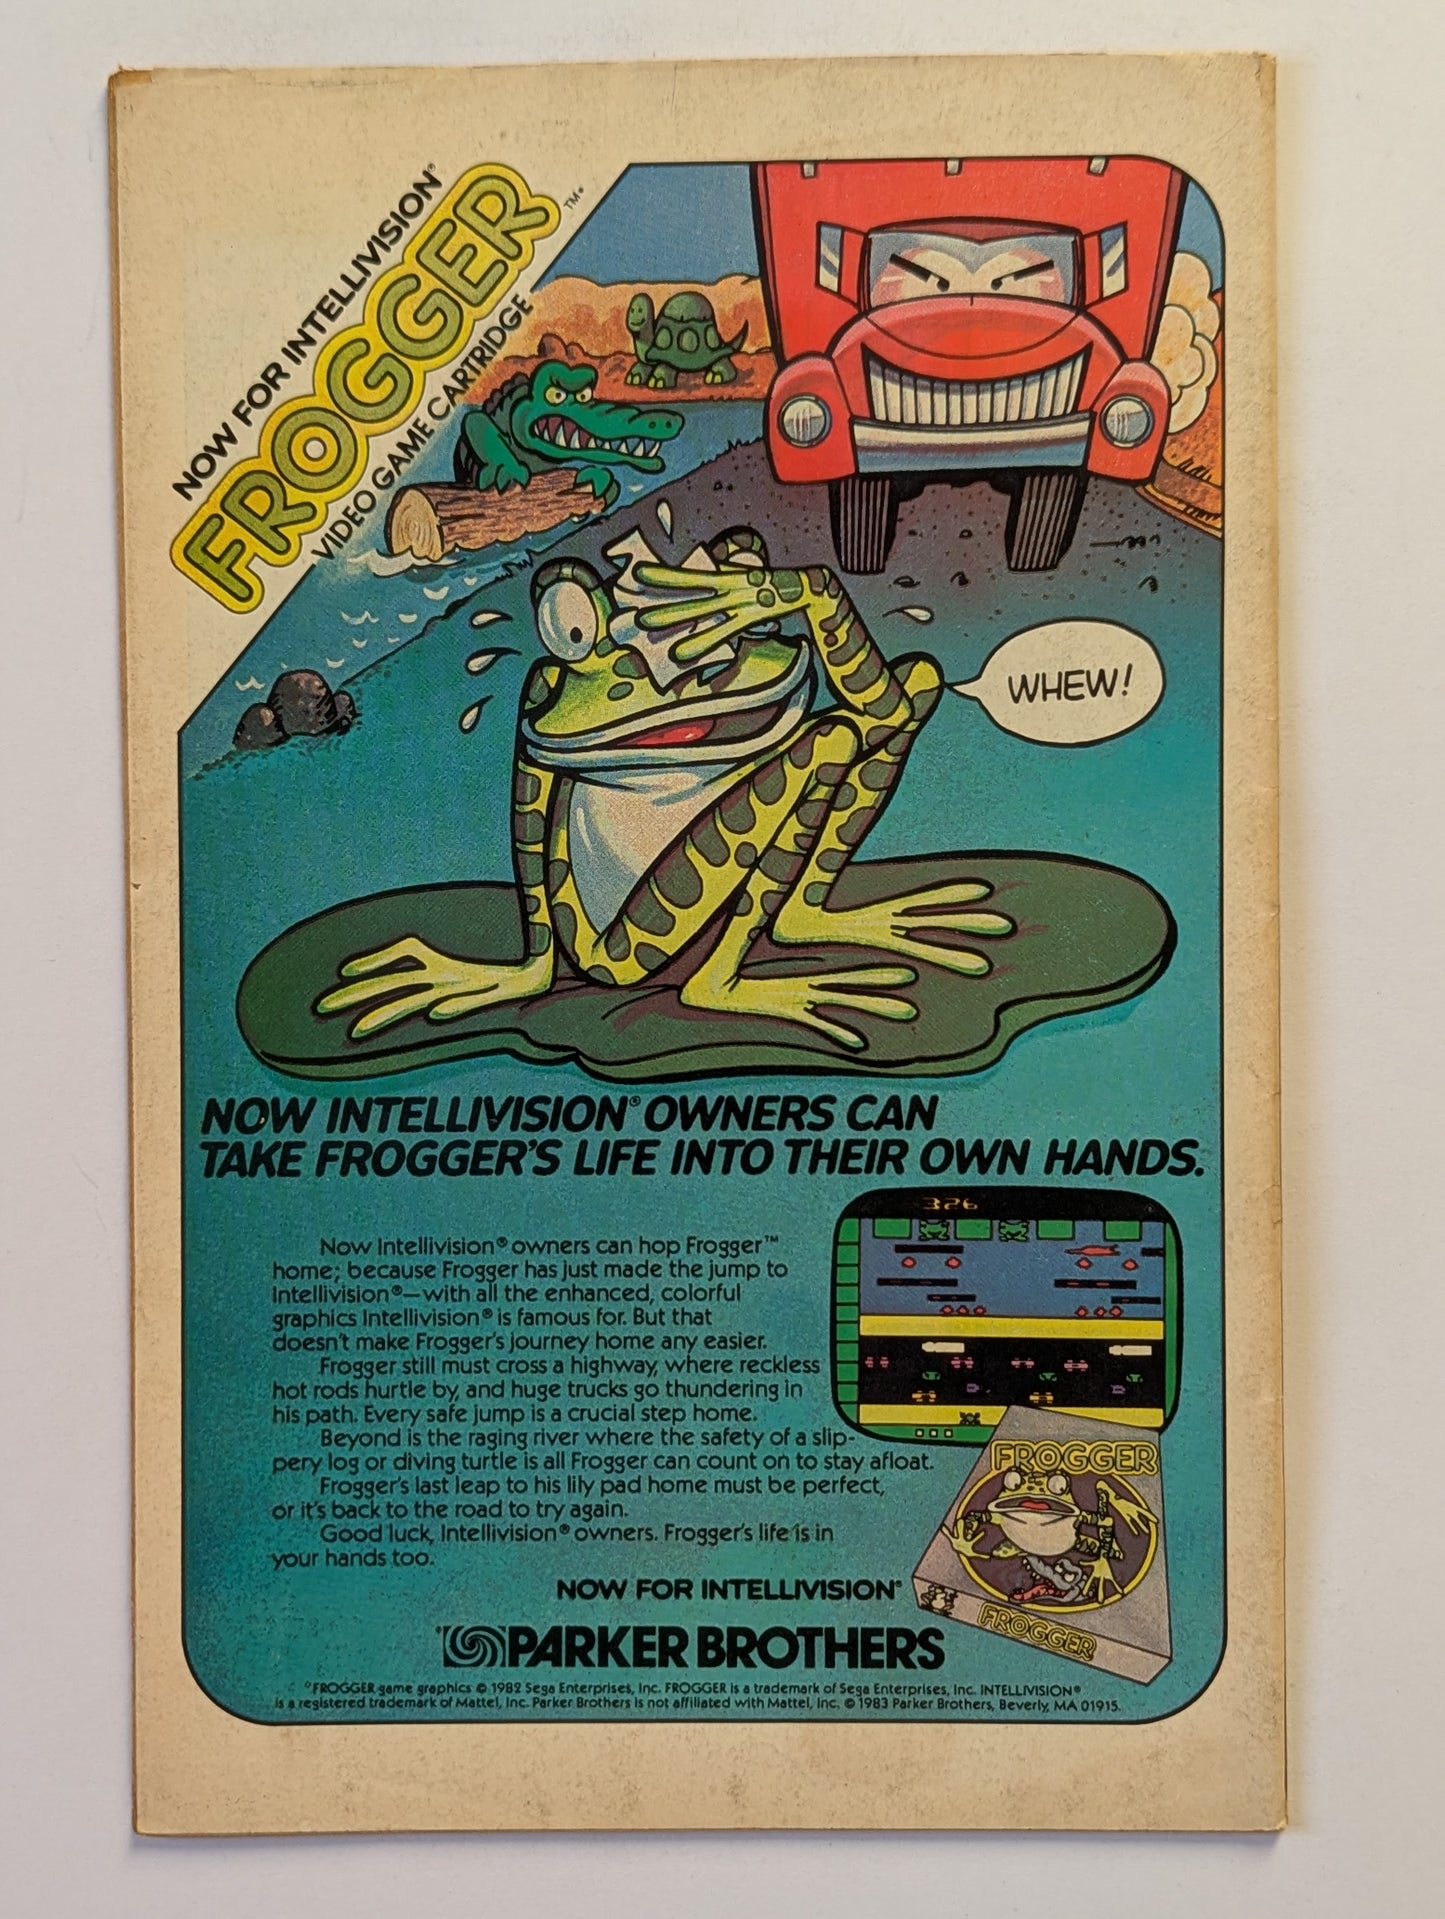 NOW FOR INTELLIVISION®
FROGGER™
VIDEO GAME CARTRIDGE
WHEW!
NOW INTELLIVISION® OWNERS CAN
TAKE FROGGER'S LIFE INTO THEIR OWN HANDS.
326
Now Intellivision® owners can hop Frogger™
home; because Frogger has just made the jump to
Intellivision®—with all the enhanced, colorful
graphics Intellivision® is famous for. But that
doesn't make Frogger's journey home any easier.
Frogger still must cross a highway, where reckless
hot rods hurtle by, and huge trucks go thundering in
his path. Every safe jump is a crucial step home.
Beyond is the raging river where the safety of a slip-
pery log or diving turtle is all Frogger can count on to stay afloat.
Frogger's last leap to his lily pad home must be perfect,
or it's back to the road to try again.
Good luck, Intellivision® owners. Frogger's life is in
your hands too.
FROGGER
FROGGER
NOW FOR INTELLIVISION®
PARKER BROTHERS
°FROGGER game graphics © 1982 Sega Enterprises, Inc. FROGGER is a trademark of Sega Enterprises, Inc. INTELLIVISION®
is a registered trademark of Mattel, Inc. Parker Brothers is not affiliated with Mattel, Inc. © 1983 Parker Brothers, Beverly, MA 01915.